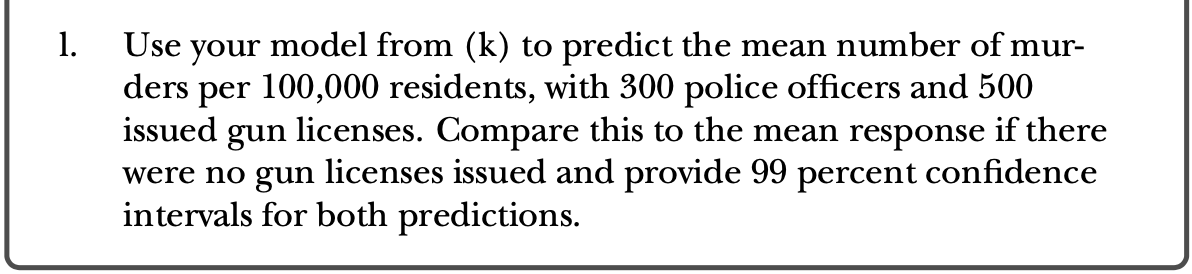 l. Use your model from (k) to predict the mean number of mur-
ders per 100,000 residents, with 300 police officers and 500
issued gun licenses. Compare this to the mean response if there
were no gun licenses issued and provide 99 percent confidence
intervals for both predictions.